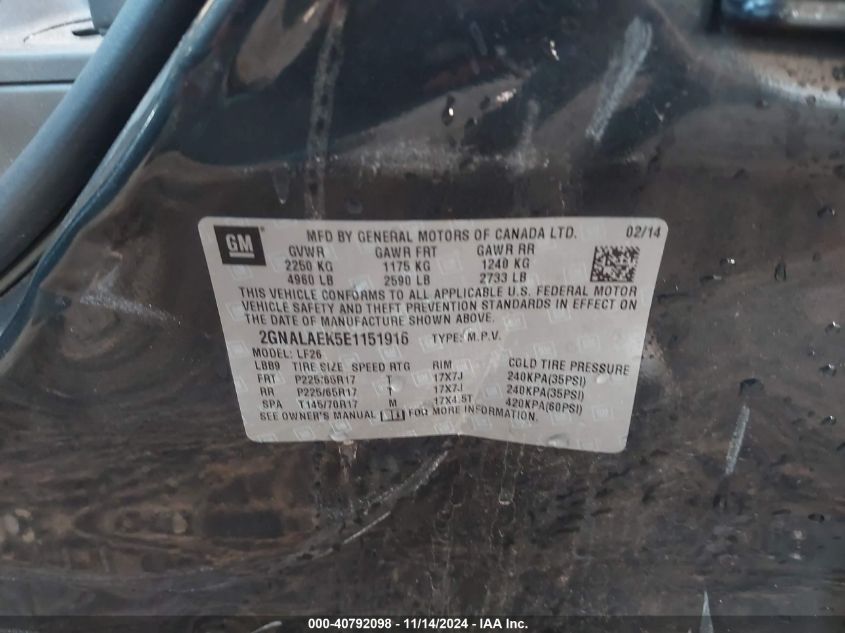 GM MFD BY GENERAL MOTORS OF CANADA LTD. 02/14
GVWR GAWR FRT GAWR RR
2250 KG 1175 KG 1240 KG
4960 LB 2590 LB 2733 LB
THIS VEHICLE CONFORMS TO ALL APPLICABLE U.S. FEDERAL MOTOR
VEHICLE SAFETY AND THEFT PREVENTION STANDARDS IN EFFECT ON
THE DATE OF MANUFACTURE SHOWN ABOVE.
2GNALAEK5E1151916 TYPE: M.P.V.
MODEL: LF26
LBB9 TIRE SIZE SPEED RTG RIM COLD TIRE PRESSURE
FRT P225/65R17 T 17X7J 240KPA(35PSI)
RR P225/65R17 T 17X7J 240KPA(35PSI)
SPA T145/70R17 M 17X4.5T 420KPA(60PSI)
SEE OWNER'S MANUAL FOR MORE INFORMATION.
000-40792098 - 11/14/2024 - IAA Inc.